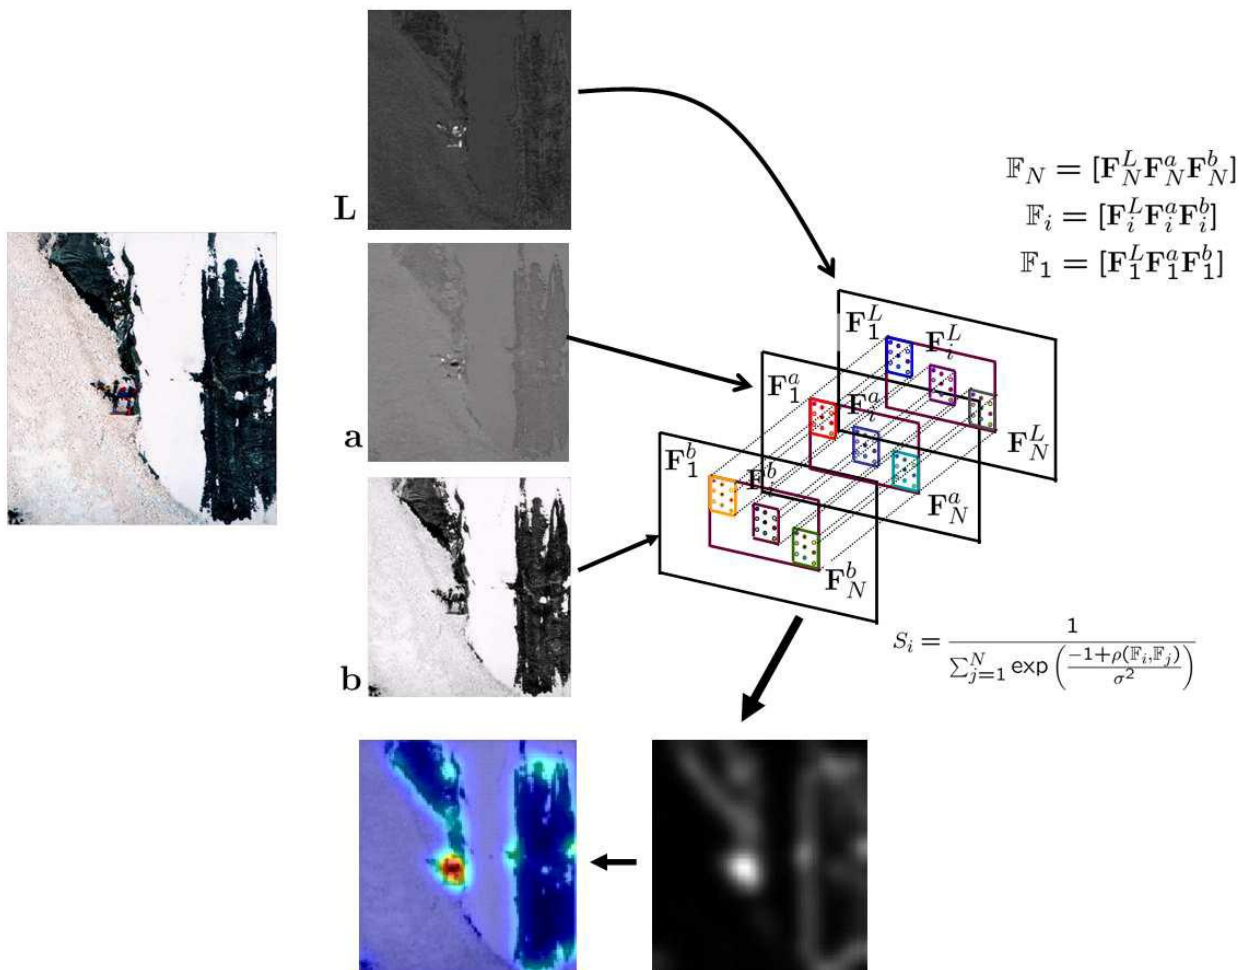 L
a
b
𝔽_N = [F_N^L F_N^a F_N^b]
𝔽_i = [F_i^L F_i^a F_i^b]
𝔽_1 = [F_1^L F_1^a F_1^b]
F_1^L
F_i^L
F_N^L
F_1^a
F_i^a
F_N^a
F_1^b
F_i^b
F_N^b
S_i = 1 / ∑_{j=1}^N exp((-1+ρ(𝔽_i,𝔽_j))/σ^2)